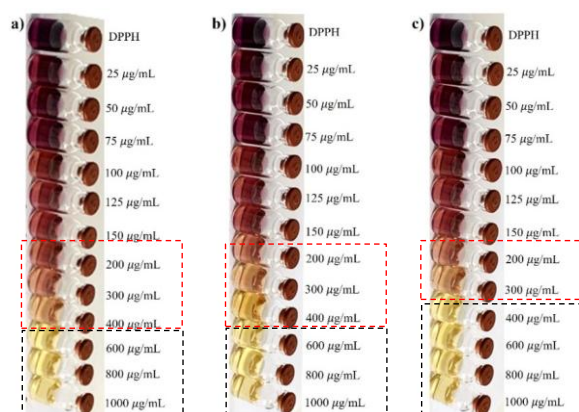 a)
DPPH
25 µg/mL
50 µg/mL
75 µg/mL
100 µg/mL
125 µg/mL
150 µg/mL
200 µg/mL
300 µg/mL
400 µg/mL
600 µg/mL
800 µg/mL
1000 µg/mL
b)
DPPH
25 µg/mL
50 µg/mL
75 µg/mL
100 µg/mL
125 µg/mL
150 µg/mL
200 µg/mL
300 µg/mL
400 µg/mL
600 µg/mL
800 µg/mL
1000 µg/mL
c)
DPPH
25 µg/mL
50 µg/mL
75 µg/mL
100 µg/mL
125 µg/mL
150 µg/mL
200 µg/mL
300 µg/mL
400 µg/mL
600 µg/mL
800 µg/mL
1000 µg/mL